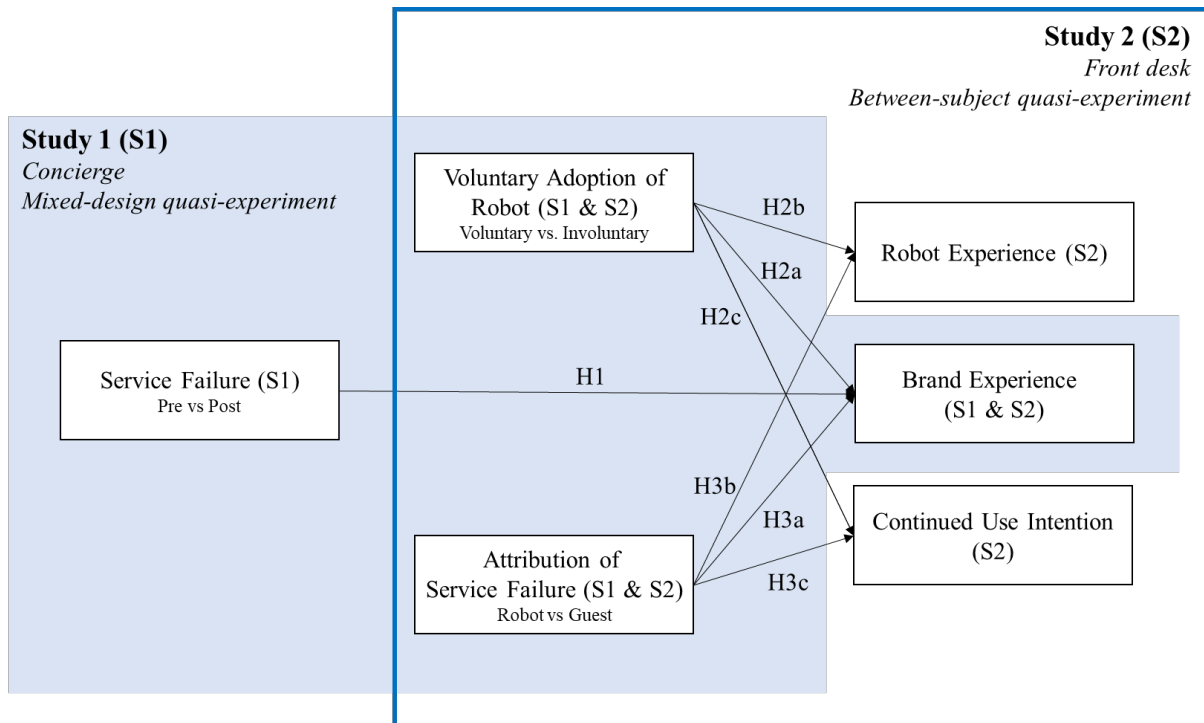 Study 2 (S2)
Front desk
Between-subject quasi-experiment
Study 1 (S1)
Concierge
Mixed-design quasi-experiment
Voluntary Adoption of
Robot (S1 & S2)
Voluntary vs. Involuntary
H2b
Robot Experience (S2)
H2a
H2c
Service Failure (S1)
Pre vs Post
H1
Brand Experience
(S1 & S2)
H3b
H3a
H3c
Attribution of
Service Failure (S1 & S2)
Robot vs Guest
Continued Use Intention
(S2)